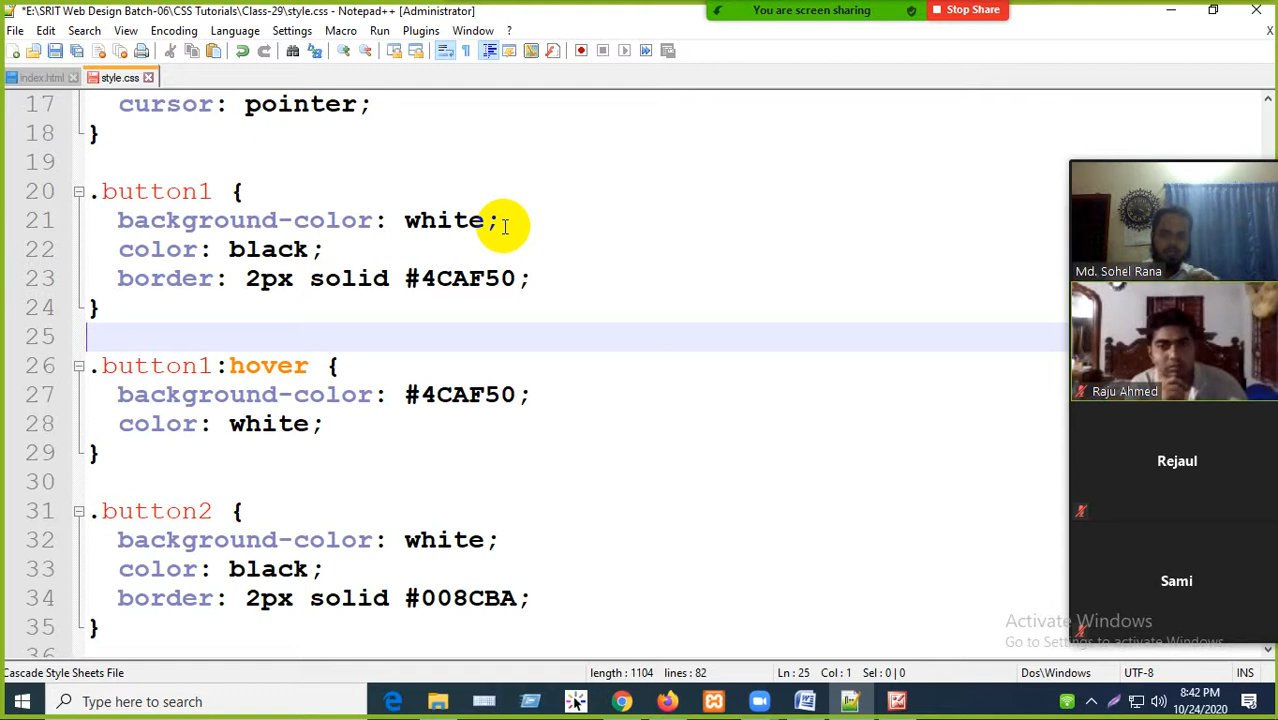 *E:\SRIT Web Design Batch-06\CSS Tutorials\Class-29\style.css - Notepad++ [Administrator]
You are screen sharing
Stop Share
File Edit Search View Encoding Language Settings Macro Run Plugins Window ?
X
index.html
style.css
17 cursor: pointer;
18 }
19
20 .button1 {
21 background-color: white;
22 color: black;
23 border: 2px solid #4CAF50;
24 }
25
26 .button1:hover {
27 background-color: #4CAF50;
28 color: white;
29 }
30
31 .button2 {
32 background-color: white;
33 color: black;
34 border: 2px solid #008CBA;
35 }
36
Md. Sohel Rana
Raju Ahmed
Rejaul
Sami
Activate Windows
Go to Settings to activate Windows.
Cascade Style Sheets File length : 1104 lines : 82 Ln : 25 Col : 1 Sel : 0 | 0 Dos\Windows UTF-8 INS
Type here to search
8:42 PM
10/24/2020